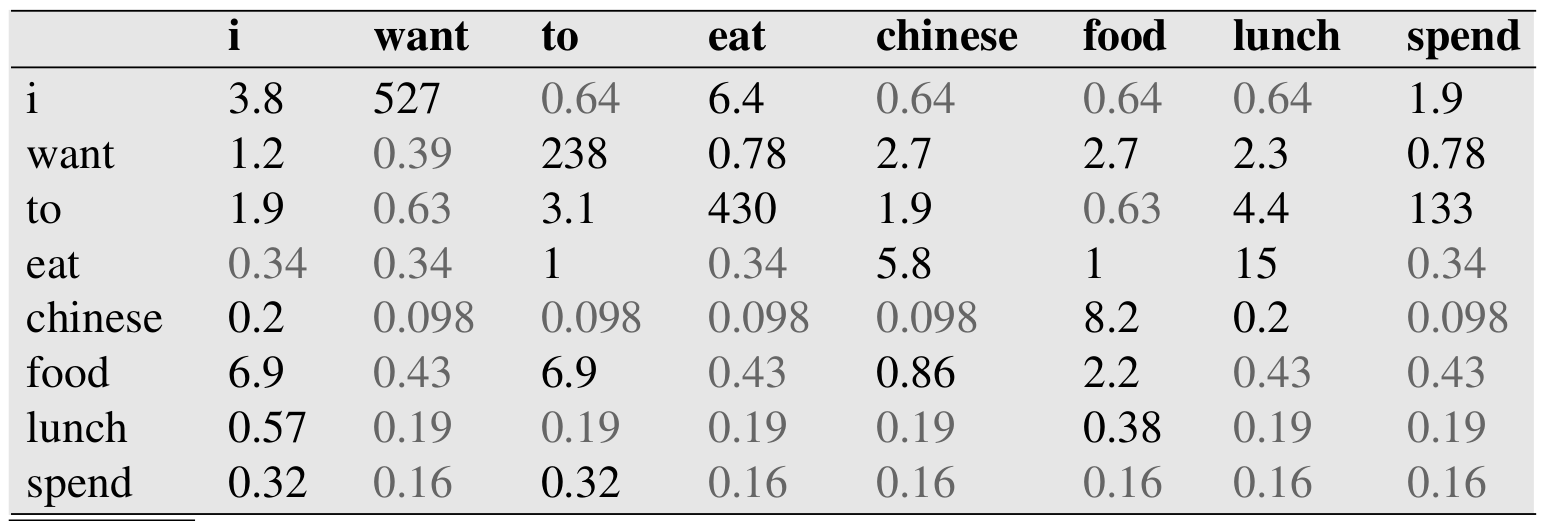 i want to eat chinese food lunch spend
i 3.8 527 0.64 6.4 0.64 0.64 0.64 1.9
want 1.2 0.39 238 0.78 2.7 2.7 2.3 0.78
to 1.9 0.63 3.1 430 1.9 0.63 4.4 133
eat 0.34 0.34 1 0.34 5.8 1 15 0.34
chinese 0.2 0.098 0.098 0.098 0.098 8.2 0.2 0.098
food 6.9 0.43 6.9 0.43 0.86 2.2 0.43 0.43
lunch 0.57 0.19 0.19 0.19 0.19 0.38 0.19 0.19
spend 0.32 0.16 0.32 0.16 0.16 0.16 0.16 0.16